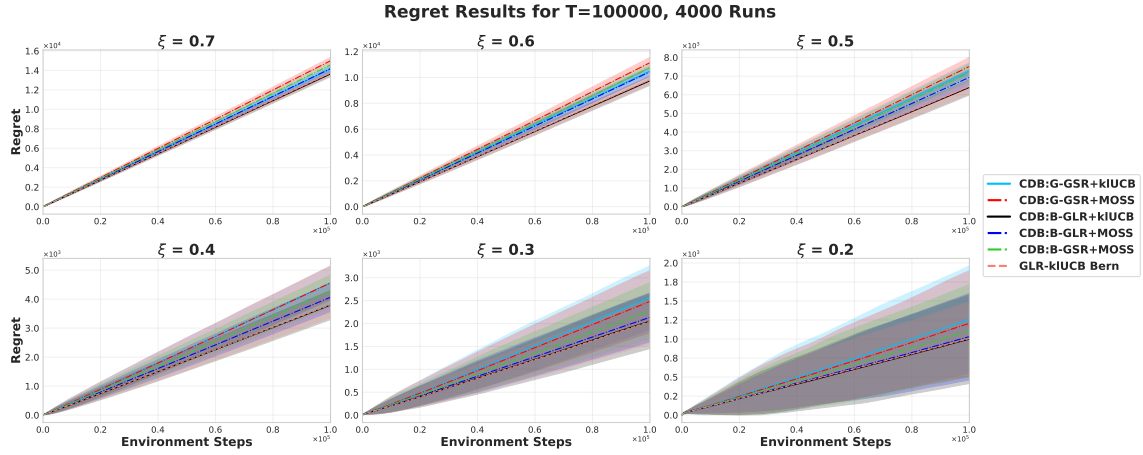 Regret Results for T=100000, 4000 Runs
ξ = 0.7
×10⁴
1.6
1.4
1.2
1.0
0.8
0.6
0.4
0.2
0.0
0.0 0.2 0.4 0.6 0.8 1.0
×10⁵
Regret
ξ = 0.6
×10⁴
1.2
1.0
0.8
0.6
0.4
0.2
0.0
0.0 0.2 0.4 0.6 0.8 1.0
×10⁵
ξ = 0.5
×10³
8.0
7.0
6.0
5.0
4.0
3.0
2.0
1.0
0.0
0.0 0.2 0.4 0.6 0.8 1.0
×10⁵
ξ = 0.4
×10³
5.0
4.0
3.0
2.0
1.0
0.0
0.0 0.2 0.4 0.6 0.8 1.0
×10⁵
Regret
Environment Steps
ξ = 0.3
×10³
3.0
2.5
2.0
1.5
1.0
0.5
0.0
0.0 0.2 0.4 0.6 0.8 1.0
×10⁵
Environment Steps
ξ = 0.2
×10³
2.0
1.8
1.5
1.2
1.0
0.8
0.5
0.2
0.0
0.0 0.2 0.4 0.6 0.8 1.0
×10⁵
Environment Steps
CDB:G-GSR+klUCB
CDB:G-GSR+MOSS
CDB:B-GLR+klUCB
CDB:B-GLR+MOSS
CDB:B-GSR+MOSS
GLR-klUCB Bern